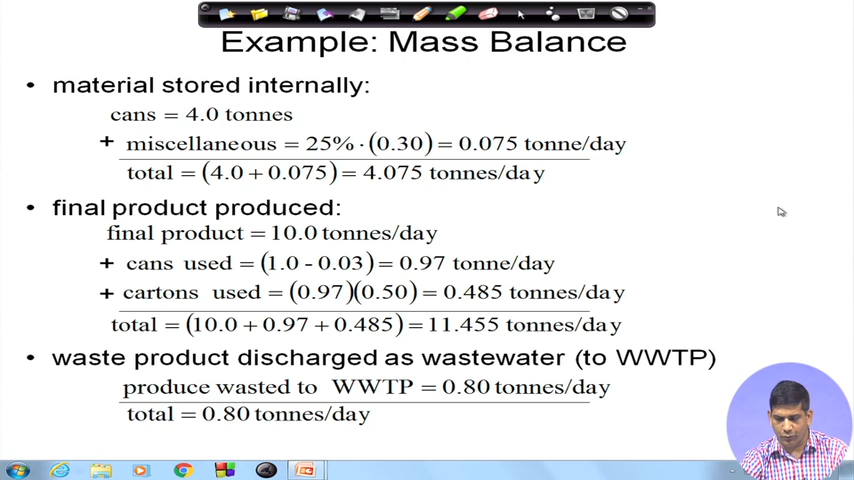 Example: Mass Balance
• material stored internally:
cans = 4.0 tonnes
+ miscellaneous = 25% · (0.30) = 0.075 tonne/day
total = (4.0 + 0.075) = 4.075 tonnes/day
• final product produced:
final product = 10.0 tonnes/day
+ cans used = (1.0 - 0.03) = 0.97 tonne/day
+ cartons used = (0.97)(0.50) = 0.485 tonnes/day
total = (10.0 + 0.97 + 0.485) = 11.455 tonnes/day
• waste product discharged as wastewater (to WWTP)
produce wasted to WWTP = 0.80 tonnes/day
total = 0.80 tonnes/day